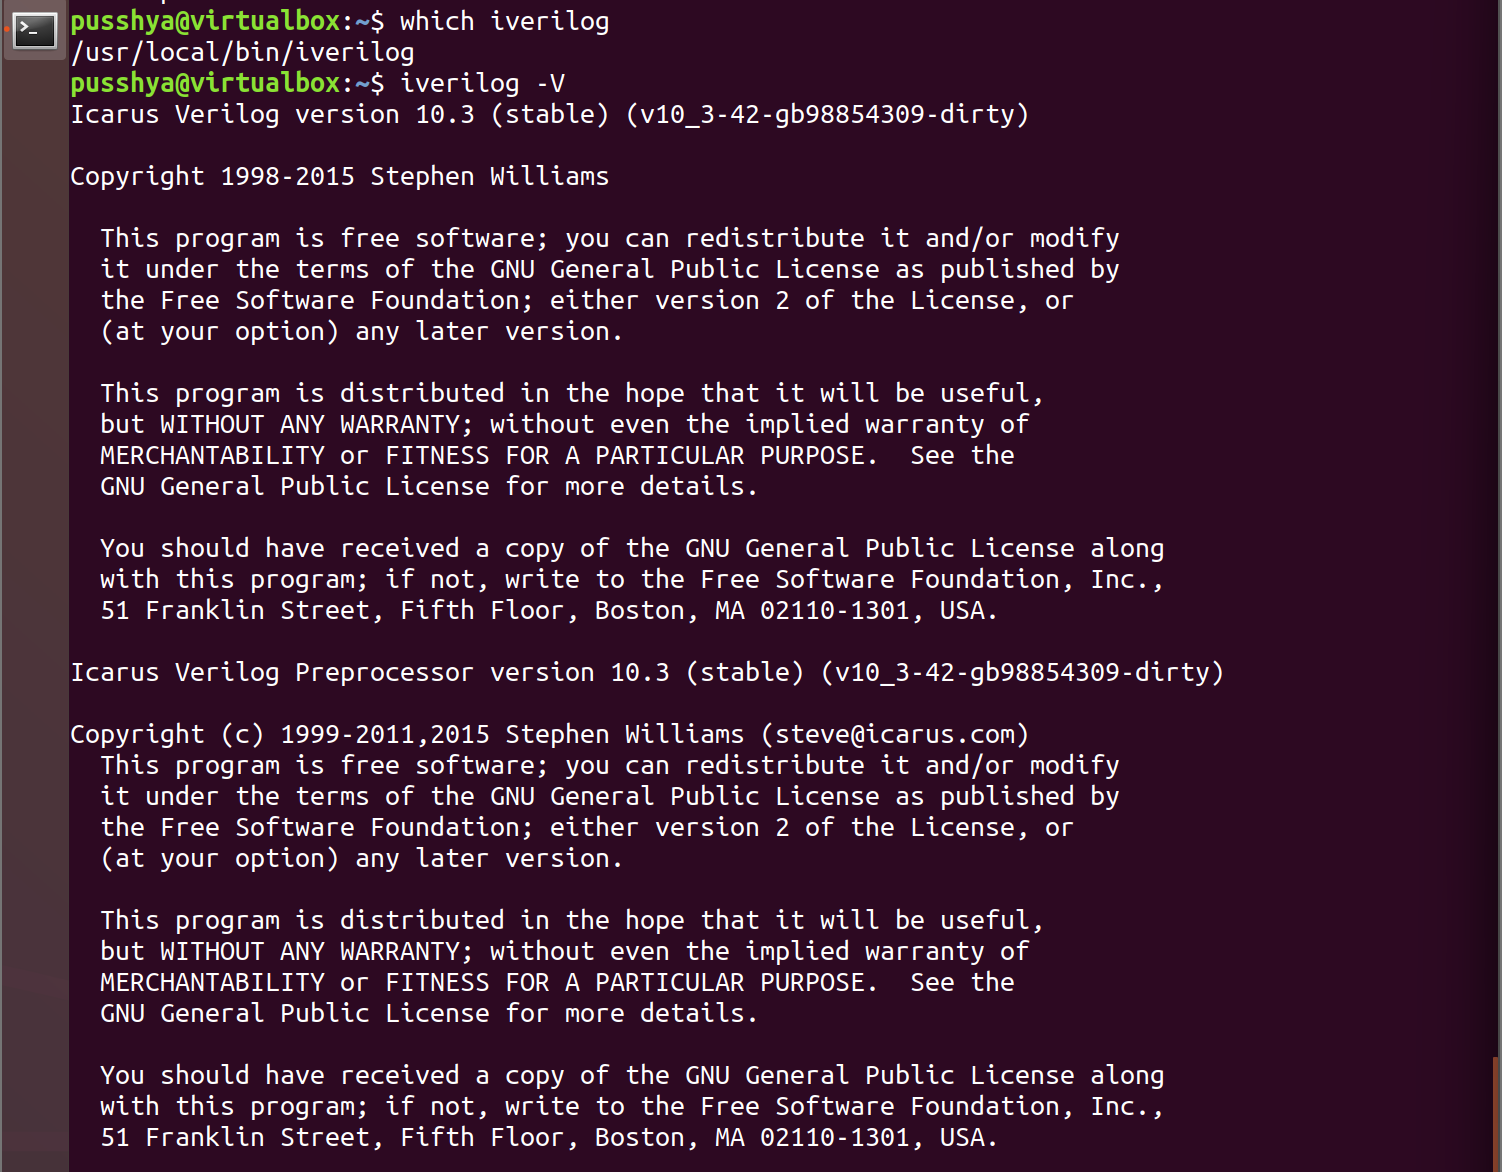 pusshya@virtualbox:~$ which iverilog
/usr/local/bin/iverilog
pusshya@virtualbox:~$ iverilog -V
Icarus Verilog version 10.3 (stable) (v10_3-42-gb98854309-dirty)
Copyright 1998-2015 Stephen Williams
This program is free software; you can redistribute it and/or modify
it under the terms of the GNU General Public License as published by
the Free Software Foundation; either version 2 of the License, or
(at your option) any later version.
This program is distributed in the hope that it will be useful,
but WITHOUT ANY WARRANTY; without even the implied warranty of
MERCHANTABILITY or FITNESS FOR A PARTICULAR PURPOSE.  See the
GNU General Public License for more details.
You should have received a copy of the GNU General Public License along
with this program; if not, write to the Free Software Foundation, Inc.,
51 Franklin Street, Fifth Floor, Boston, MA 02110-1301, USA.
Icarus Verilog Preprocessor version 10.3 (stable) (v10_3-42-gb98854309-dirty)
Copyright (c) 1999-2011,2015 Stephen Williams (steve@icarus.com)
This program is free software; you can redistribute it and/or modify
it under the terms of the GNU General Public License as published by
the Free Software Foundation; either version 2 of the License, or
(at your option) any later version.
This program is distributed in the hope that it will be useful,
but WITHOUT ANY WARRANTY; without even the implied warranty of
MERCHANTABILITY or FITNESS FOR A PARTICULAR PURPOSE.  See the
GNU General Public License for more details.
You should have received a copy of the GNU General Public License along
with this program; if not, write to the Free Software Foundation, Inc.,
51 Franklin Street, Fifth Floor, Boston, MA 02110-1301, USA.